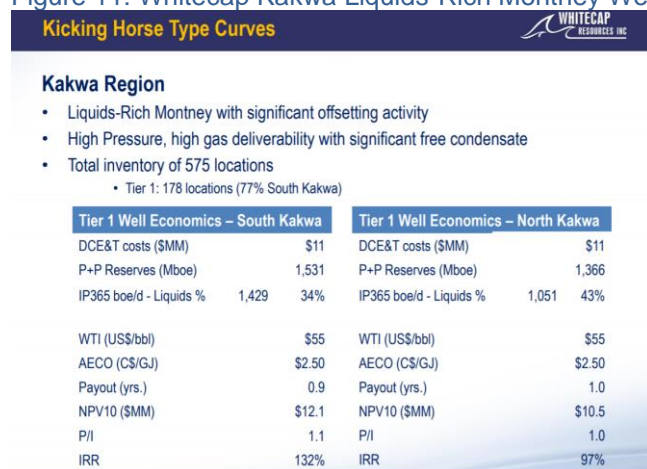 Figure 11: Whitecap Kakwa Liquids-Rich Montney We
Kicking Horse Type Curves
WHITECAP
RESOURCES INC
Kakwa Region
• Liquids-Rich Montney with significant offsetting activity
• High Pressure, high gas deliverability with significant free condensate
• Total inventory of 575 locations
• Tier 1: 178 locations (77% South Kakwa)
Tier 1 Well Economics – South Kakwa
DCE&T costs ($MM) $11
P+P Reserves (Mboe) 1,531
IP365 boe/d - Liquids % 1,429 34%
WTI (US$/bbl) $55
AECO (C$/GJ) $2.50
Payout (yrs.) 0.9
NPV10 ($MM) $12.1
P/I 1.1
IRR 132%
Tier 1 Well Economics – North Kakwa
DCE&T costs ($MM) $11
P+P Reserves (Mboe) 1,366
IP365 boe/d - Liquids % 1,051 43%
WTI (US$/bbl) $55
AECO (C$/GJ) $2.50
Payout (yrs.) 1.0
NPV10 ($MM) $10.5
P/I 1.0
IRR 97%